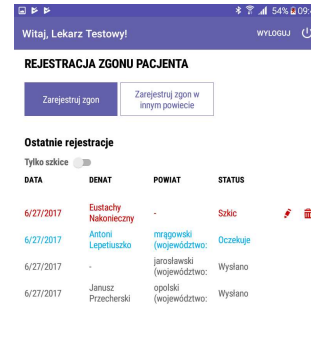 54% 09:4
Witaj, Lekarz Testowy! WYLOGUJ
REJESTRACJA ZGONU PACJENTA
Zarejestruj zgon
Zarejestruj zgon w
innym powiecie
Ostatnie rejestracje
Tylko szkice
DATA DENAT POWIAT STATUS
6/27/2017 Eustachy Nakonieczny - Szkic
6/27/2017 Antoni Lepetiuszko mrągowski (województwo: Oczekuje
6/27/2017 - jarosławski (województwo: Wysłano
6/27/2017 Janusz Przecherski opolski (województwo: Wysłano